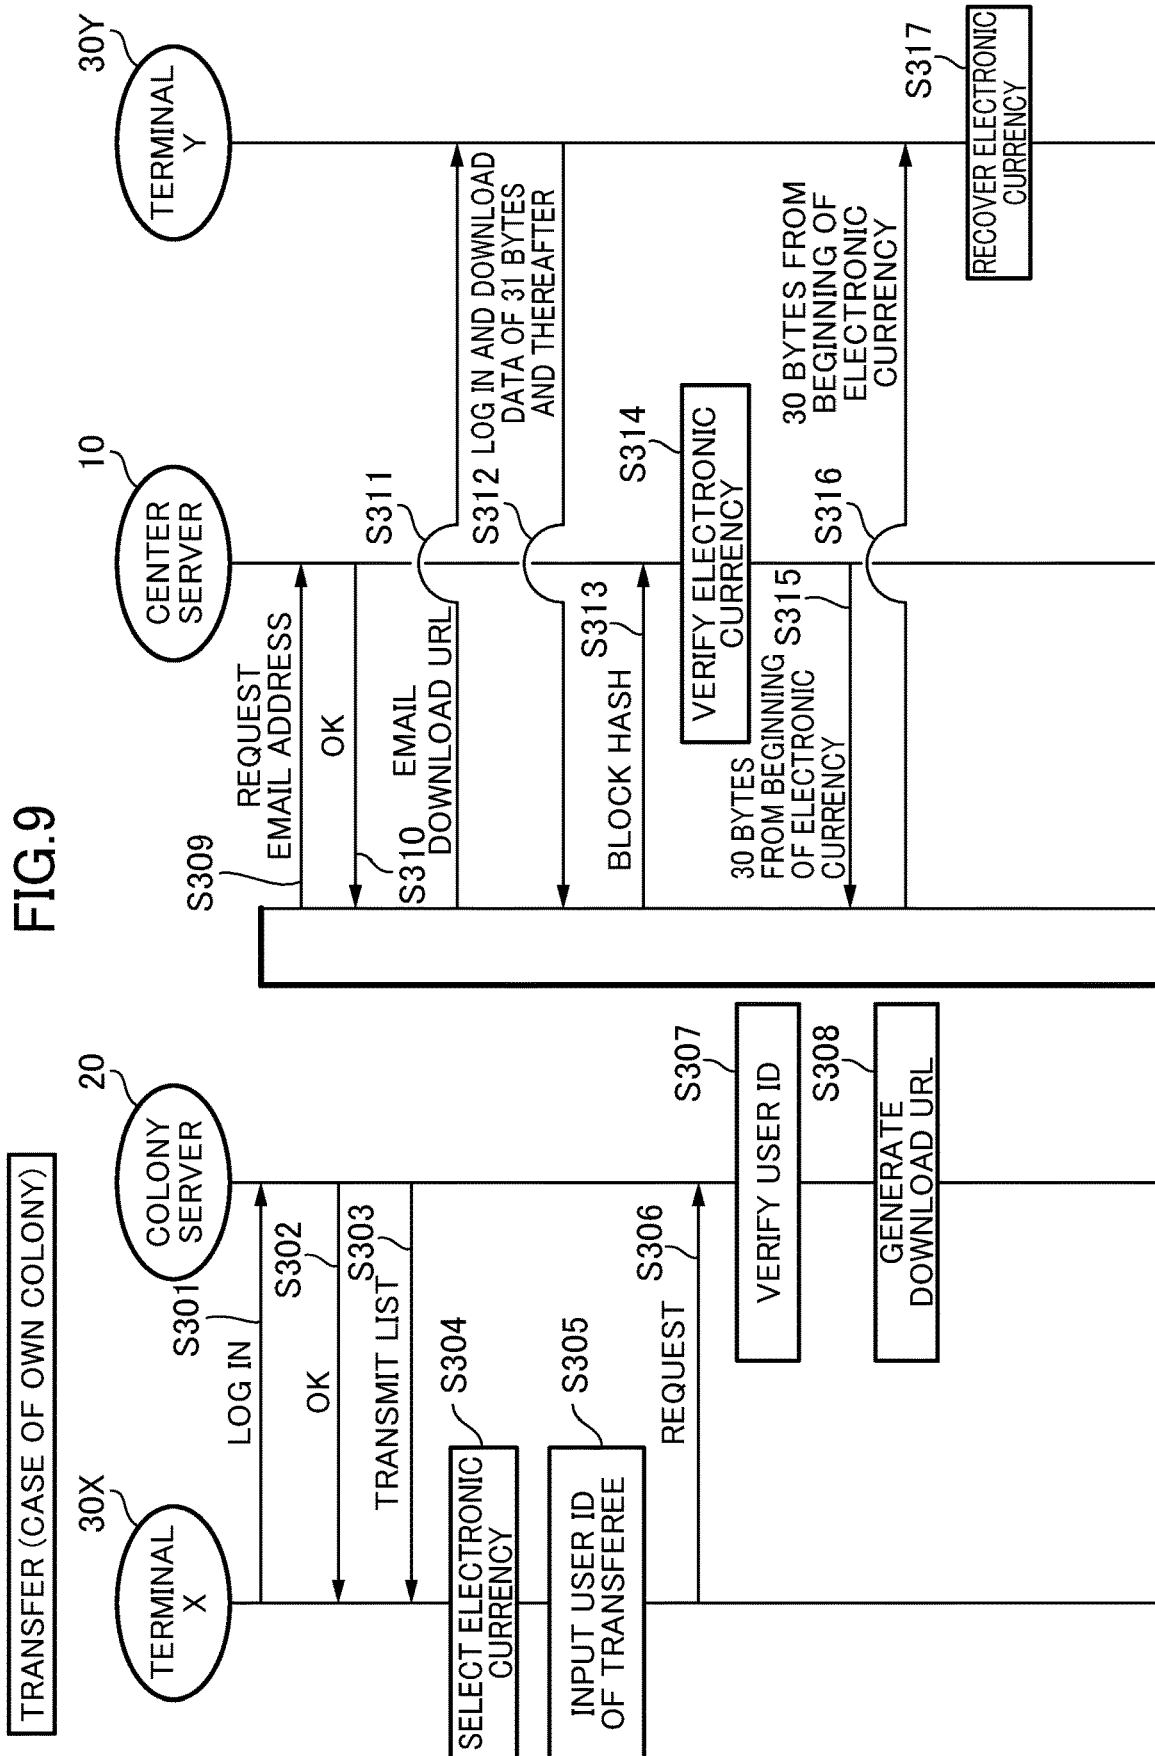 FIG.9
TRANSFER (CASE OF OWN COLONY)
30X
TERMINAL
X
20
COLONY
SERVER
10
CENTER
SERVER
30Y
TERMINAL
Y
LOG IN
S301
OK
S302
TRANSMIT LIST
S303
SELECT ELECTRONIC
CURRENCY
S304
INPUT USER ID
OF TRANSFEREE
S305
REQUEST
S306
VERIFY USER ID
S307
GENERATE
DOWNLOAD URL
S308
S309
REQUEST
EMAIL ADDRESS
OK
S310
EMAIL
DOWNLOAD URL
S311
S312
LOG IN AND DOWNLOAD
DATA OF 31 BYTES
AND THEREAFTER
BLOCK HASH
S313
VERIFY ELECTRONIC
CURRENCY
S314
30 BYTES
FROM BEGINNING
OF ELECTRONIC
CURRENCY
S315
S316
30 BYTES FROM
BEGINNING OF
ELECTRONIC
CURRENCY
RECOVER ELECTRONIC
CURRENCY
S317